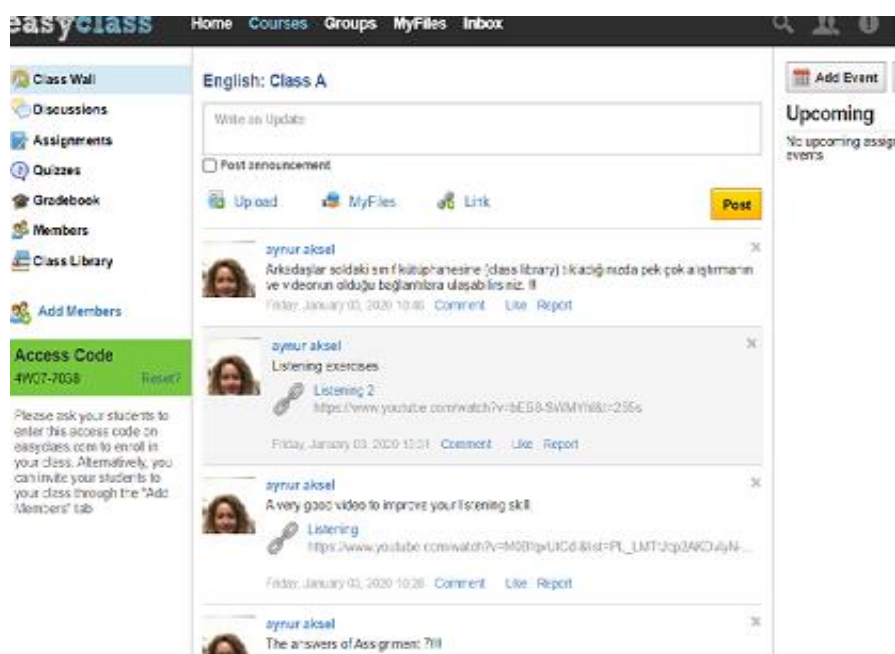 easyclass
Home Courses Groups MyFiles Inbox
Class Wall
Discussions
Assignments
Quizzes
Gradebook
Members
Class Library
Add Members
Access Code
Reset?
Please ask your students to
enter this access code on
easyclass.com to enroll in
your class. Alternatively, you
can invite your students to
your class through the "Add
Members" tab
English: Class A
Write an Update
Post announcement
Upload MyFiles Link
Post
aynur aksel
Arkadaşlar soldaki sınıf kütüphanesine (class library) tıkladığınızda pek çok alıştırmanın
ve videonun olduğu bağlantılara ulaşabilirsiniz. !!
Friday, January 03, 2020 10:46 Comment Like Report
aynur aksel
Listening exercises
Listening 2
Friday, January 03, 2020 Comment Like Report
aynur aksel
A very good video to improve your listening skill.
Listening
Friday, January 03, 2020 10:28 Comment Like Report
aynur aksel
The answers of Assignment
Add Event
Upcoming
No upcoming assig
events